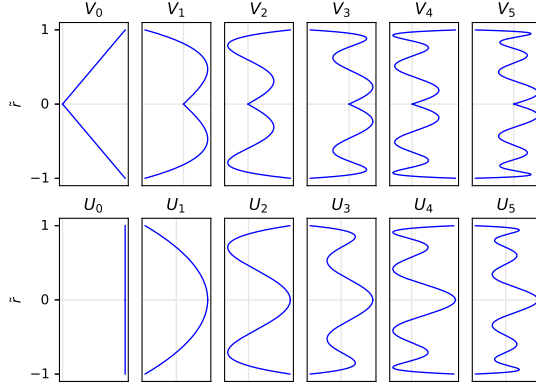 V₀ V₁ V₂ V₃ V₄ V₅
1
r̃ 0
−1
U₀ U₁ U₂ U₃ U₄ U₅
1
r̃ 0
−1